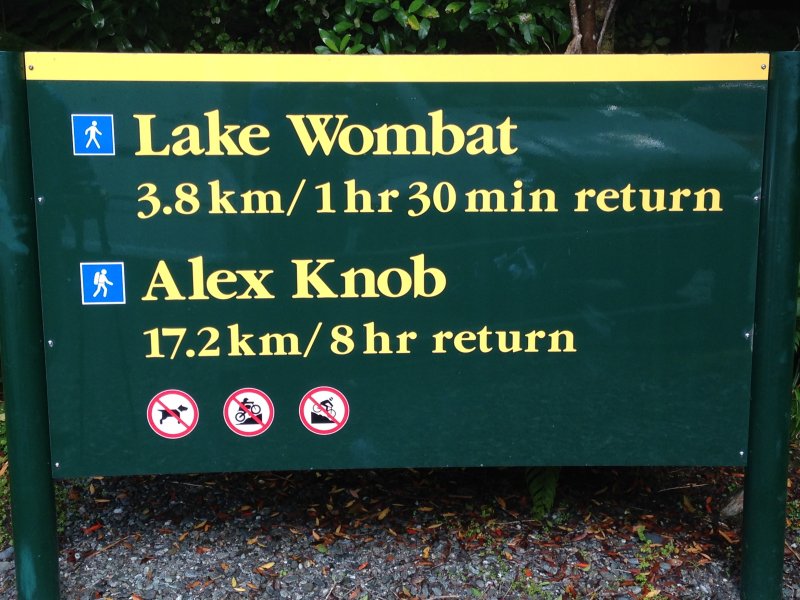 Lake Wombat
3.8 km/ 1 hr 30 min return
Alex Knob
17.2 km/ 8 hr return